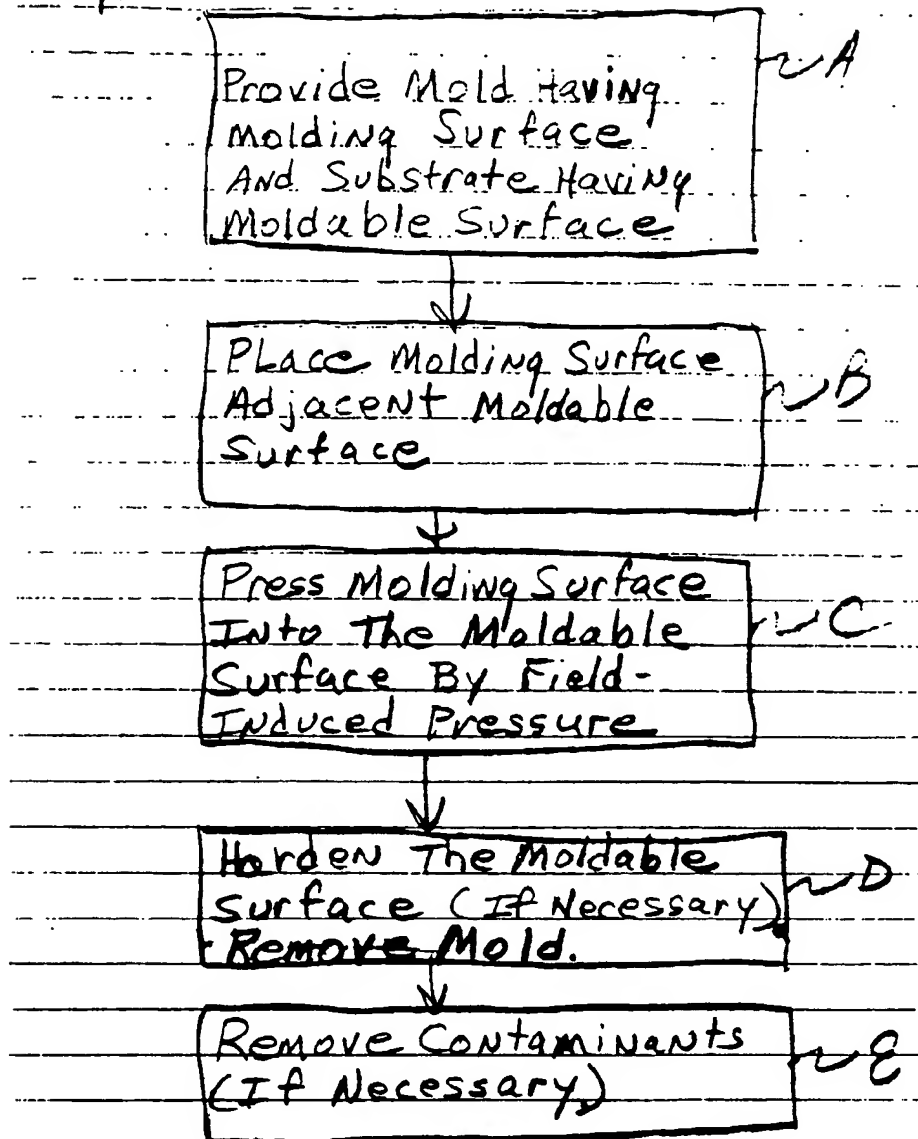 A
Provide Mold Having
Molding Surface
And Substrate Having
Moldable Surface
Place Molding Surface
B
Adjacent Moldable
Surface
Press Molding Surface
Into The Moldable
C
Surface By Field-
Induced Pressure
Harden The Moldable
D
Surface (If Necessary),
Remove Mold.
Remove Contaminants
E
(If Necessary)